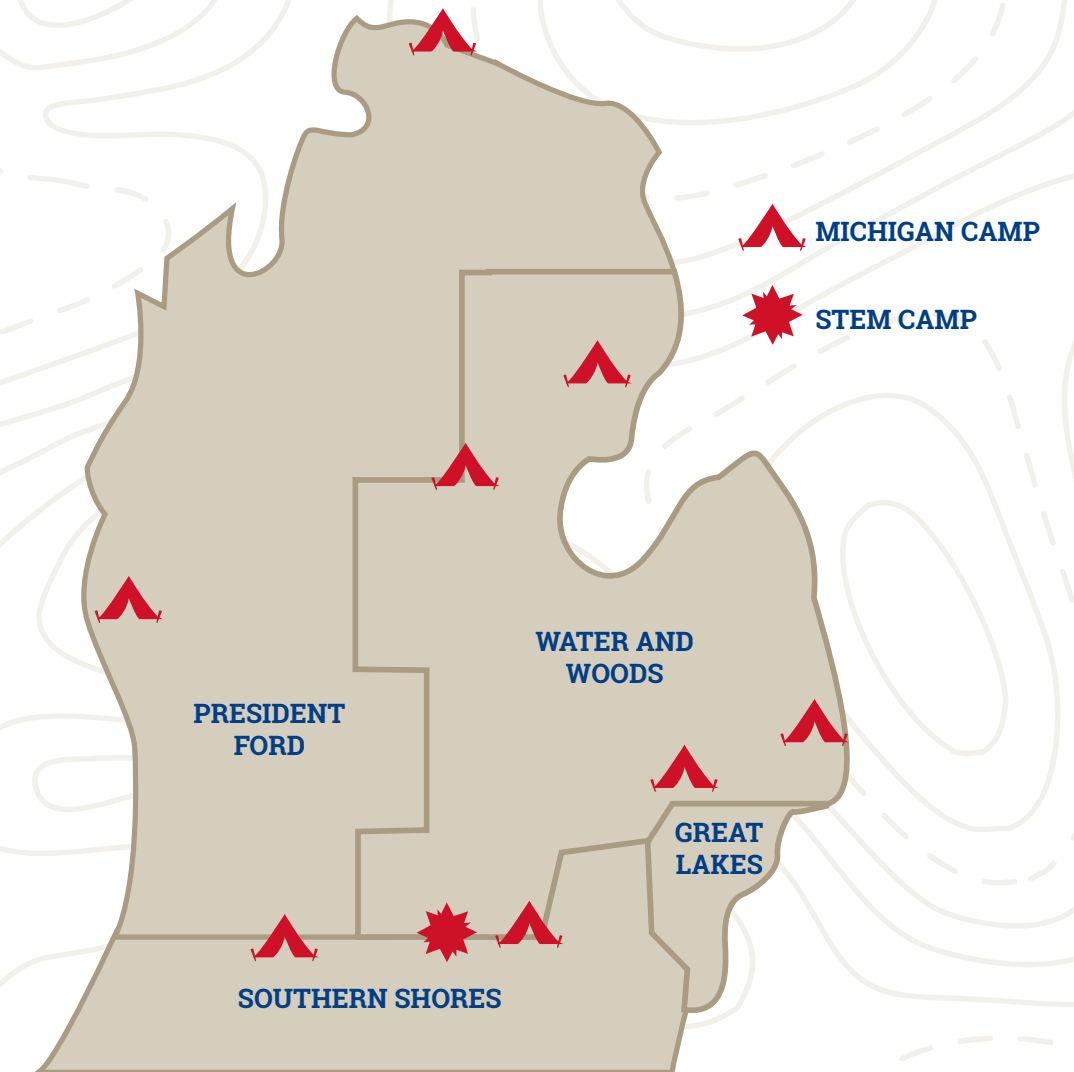 MICHIGAN CAMP
STEM CAMP
WATER AND
WOODS
PRESIDENT
FORD
GREAT
LAKES
SOUTHERN SHORES